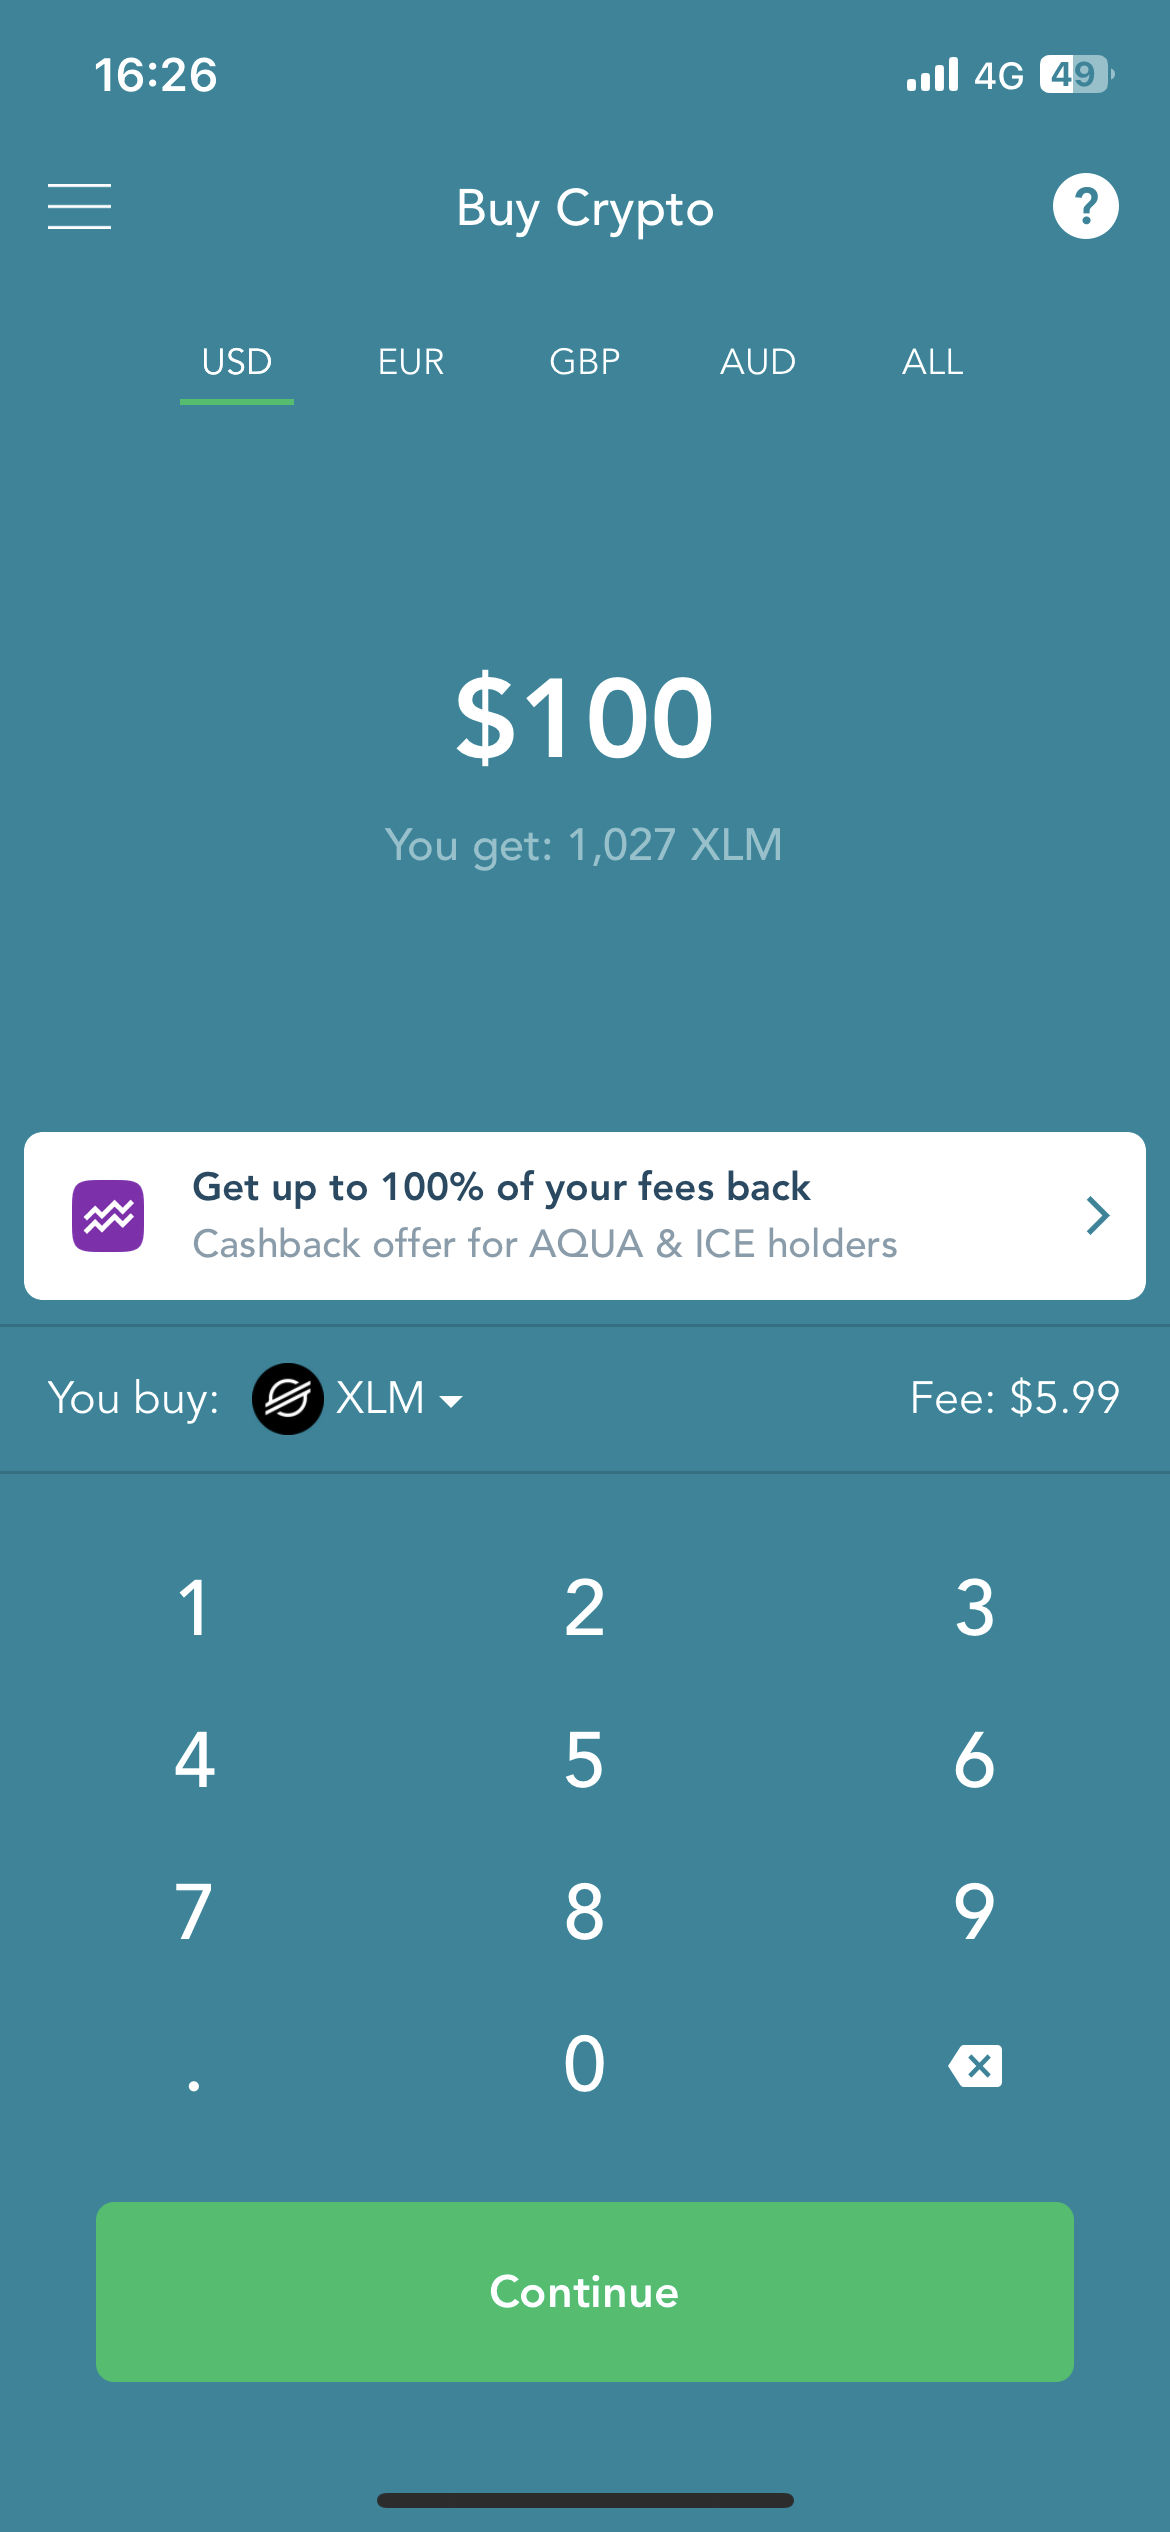 16:26
4G 49
Buy Crypto
?
USD EUR GBP AUD ALL
$100
You get: 1,027 XLM
Get up to 100% of your fees back
Cashback offer for AQUA & ICE holders
You buy: XLM Fee: $5.99
1 2 3
4 5 6
7 8 9
. 0
Continue